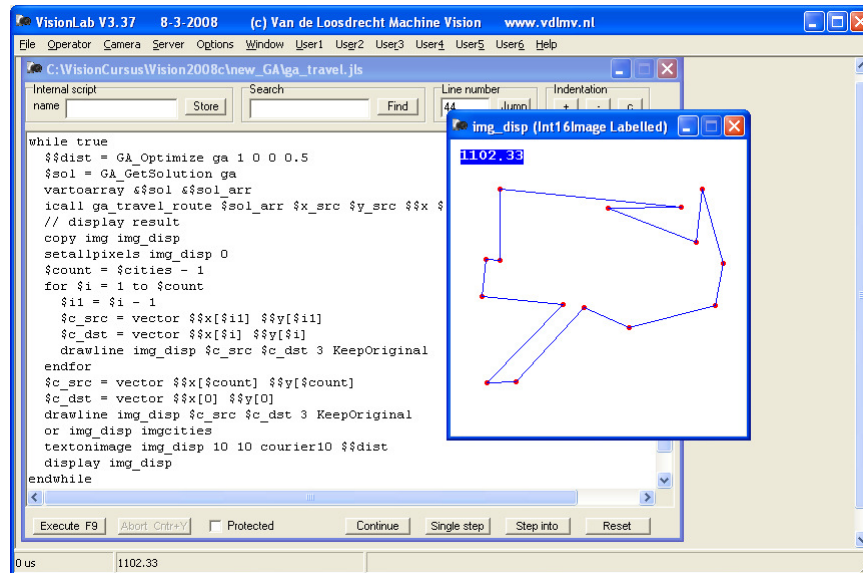 VisionLab V3.37 8-3-2008 (c) Van de Loosdrecht Machine Vision www.vdlmv.nl
File Operator Camera Server Options Window User1 User2 User3 User4 User5 User6 Help
C:\VisionCursus\Vision2008c\new_GA\ga_travel.jls
Internal script Search Line number Indentation
name Store Find 44 Jump + - c
img_disp (Int16Image Labelled)
1102.33
while true
$$dist = GA_Optimize ga 1 0 0 0.5
$sol = GA_GetSolution ga
vartoarray &$sol &$sol_arr
icall ga_travel_route $sol_arr $x_src $y_src $$x $
// display result
copy img img_disp
setallpixels img_disp 0
$count = $cities - 1
for $i = 1 to $count
$i1 = $i - 1
$c_src = vector $$x[$i1] $$y[$i1]
$c_dst = vector $$x[$i] $$y[$i]
drawline img_disp $c_src $c_dst 3 KeepOriginal
endfor
$c_src = vector $$x[$count] $$y[$count]
$c_dst = vector $$x[0] $$y[0]
drawline img_disp $c_src $c_dst 3 KeepOriginal
or img_disp imgcities
textonimage img_disp 10 10 courier10 $$dist
display img_disp
endwhile
Execute F9 Abort Cntr+Y Protected Continue Single step Step into Reset
0 us 1102.33